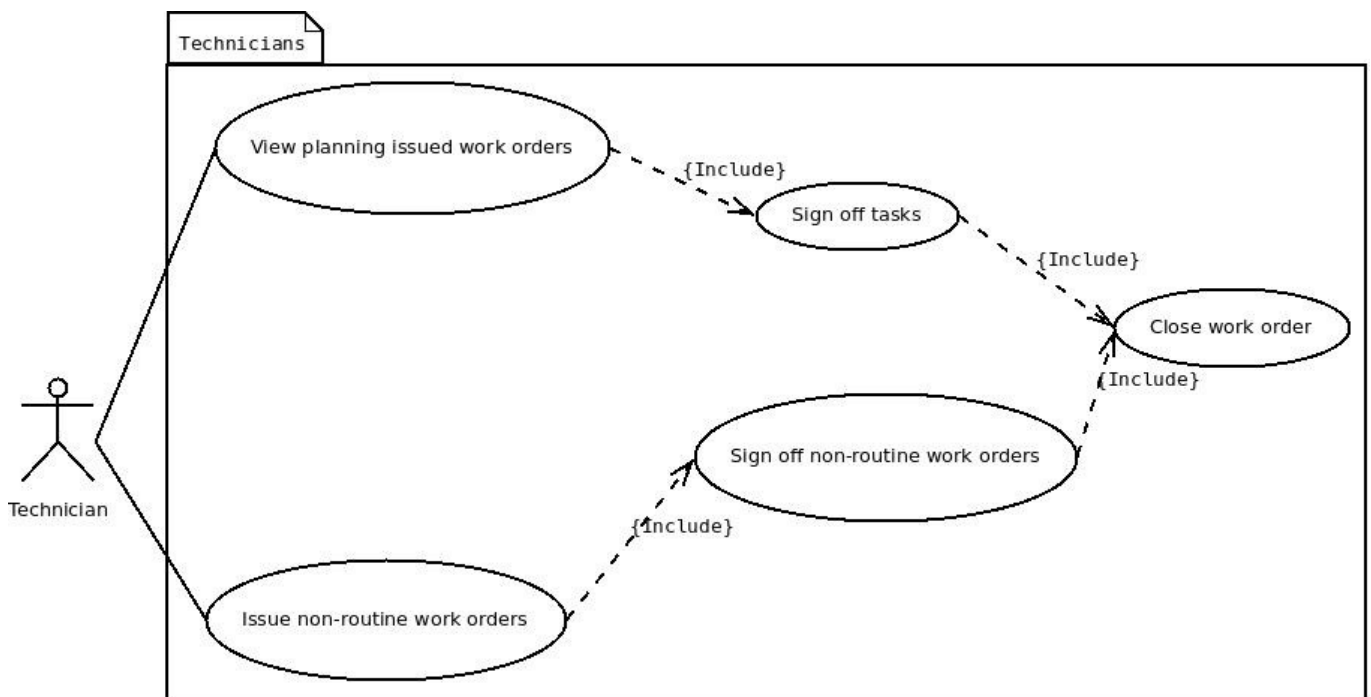 Technicians
View planning issued work orders
{Include}
Sign off tasks
{Include}
Close work order
{Include}
Sign off non-routine work orders
Technician
{Include}
Issue non-routine work orders